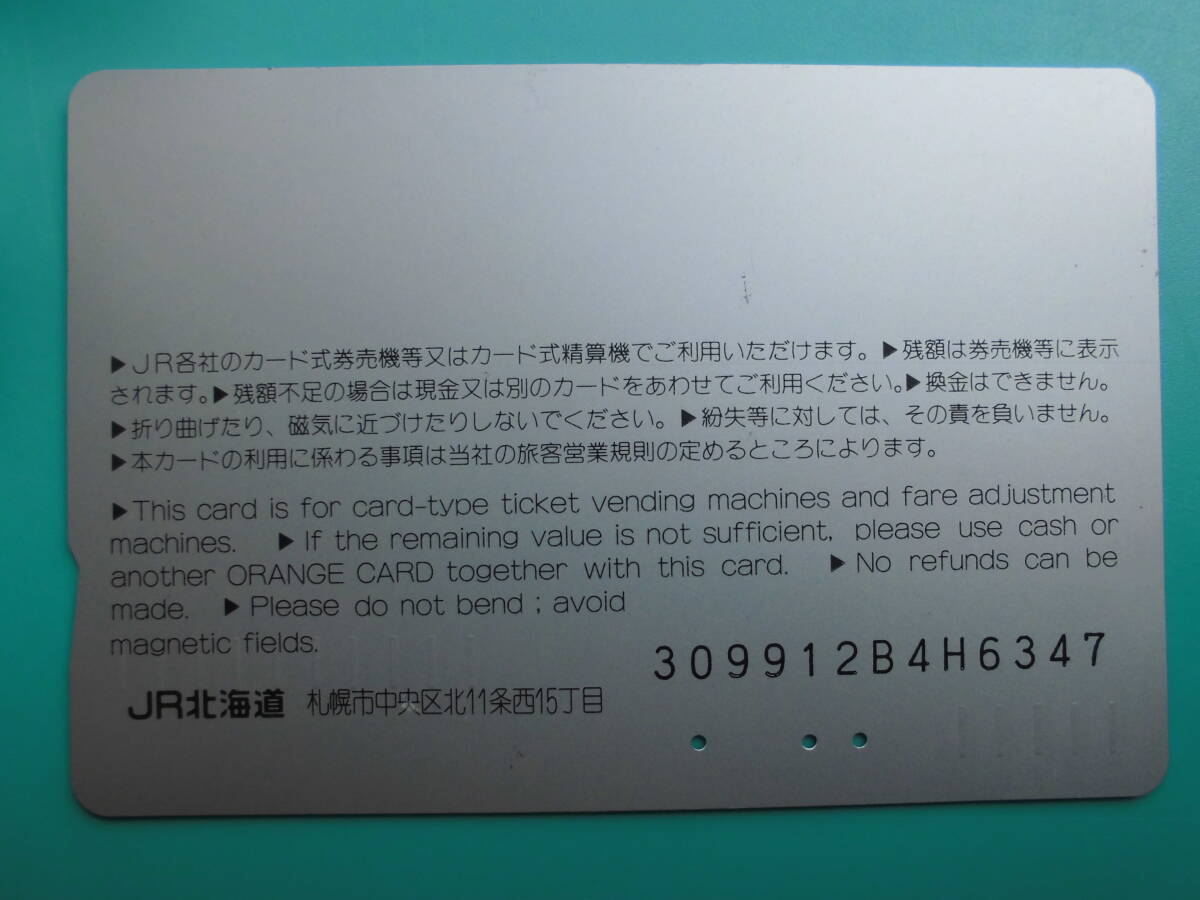 ▶JR各社のカード式券売機等又はカード式精算機でご利用いただけます。▶残額は券売機等に表示
されます。▶残額不足の場合は現金又は別のカードをあわせてご利用ください。▶換金はできません。
▶折り曲げたり、磁気に近づけたりしないでください。▶紛失等に対しては、その責を負いません。
▶本カードの利用に係わる事項は当社の旅客営業規則の定めるところによります。
▶This card is for card-type ticket vending machines and fare adjustment
machines. ▶If the remaining value is not sufficient, please use cash or
another ORANGE CARD together with this card. ▶No refunds can be
made. ▶Please do not bend; avoid
magnetic fields.
309912B4H6347
JR北海道 札幌市中央区北11条西15丁目